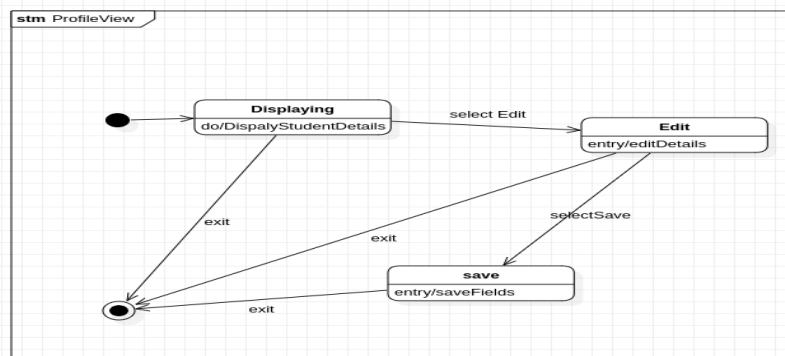 stm ProfileView
Displaying
do/DispalyStudentDetails
select Edit
Edit
entry/editDetails
selectSave
exit
exit
save
entry/saveFields
exit